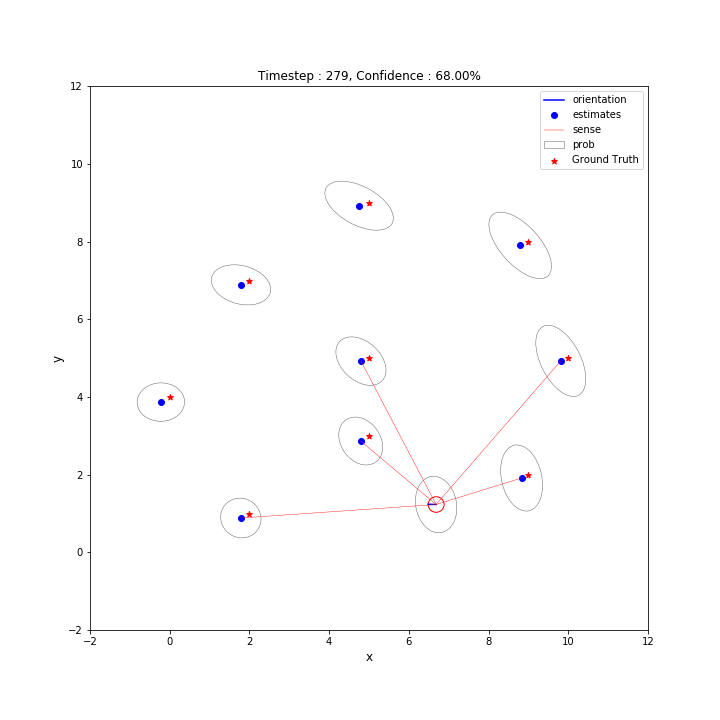 Timestep : 279, Confidence : 68.00%
orientation
estimates
sense
prob
Ground Truth
12
10
8
6
4
2
0
−2
y
−2 0 2 4 6 8 10 12
x